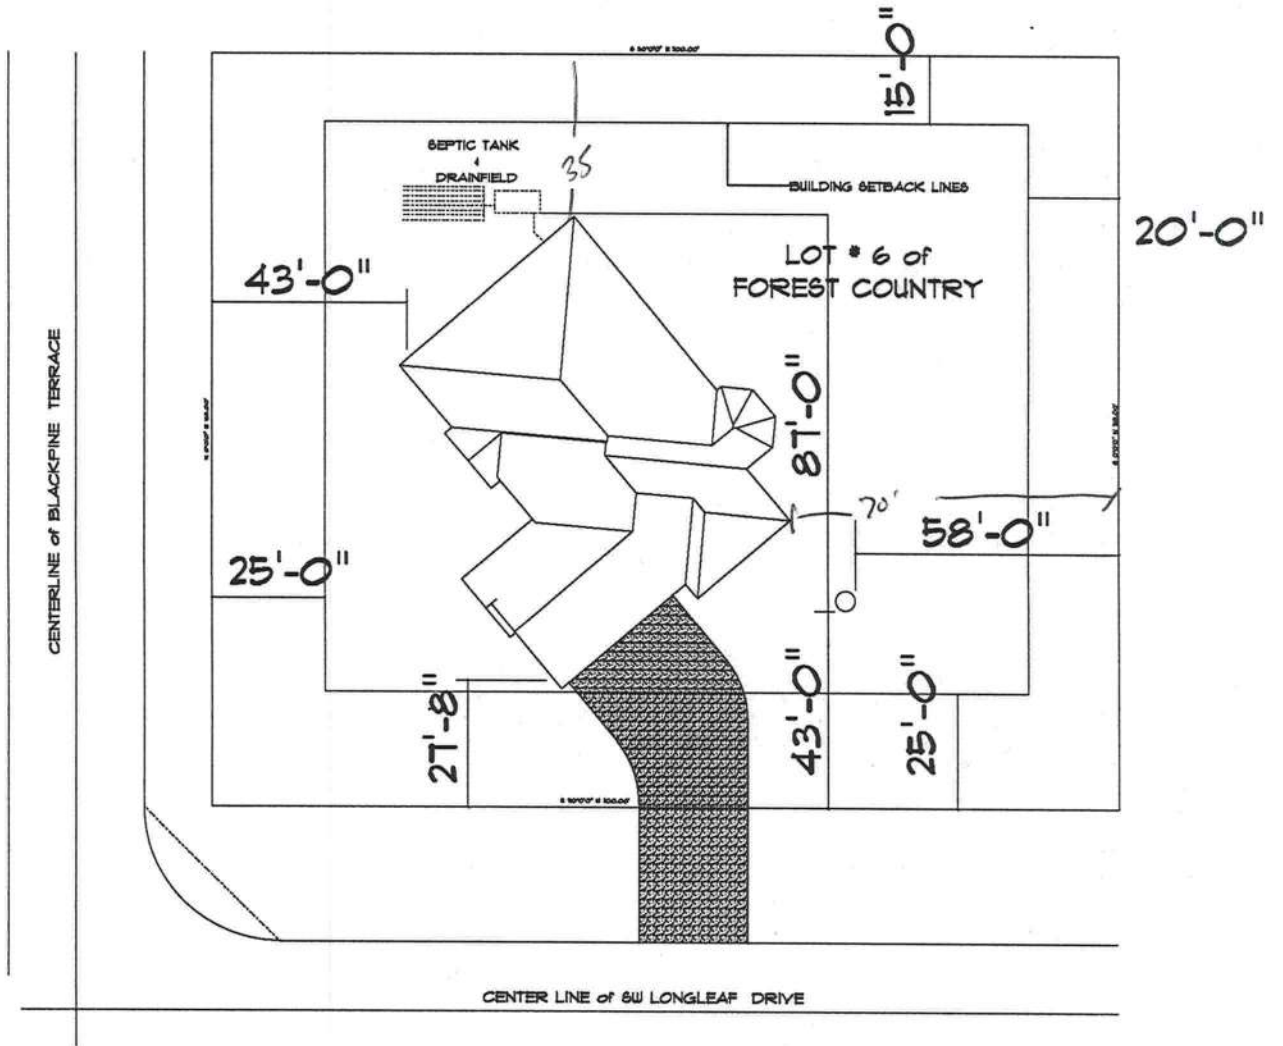 15'-0"
SEPTIC TANK
&
DRAINFIELD
35
BUILDING SETBACK LINES
20'-0"
LOT # 6 of
FOREST COUNTRY
43'-0"
CENTERLINE of BLACKPINE TERRACE
87'-0"
70'
58'-0"
25'-0"
27'-8"
43'-0"
25'-0"
CENTER LINE of SW LONGLEAF DRIVE